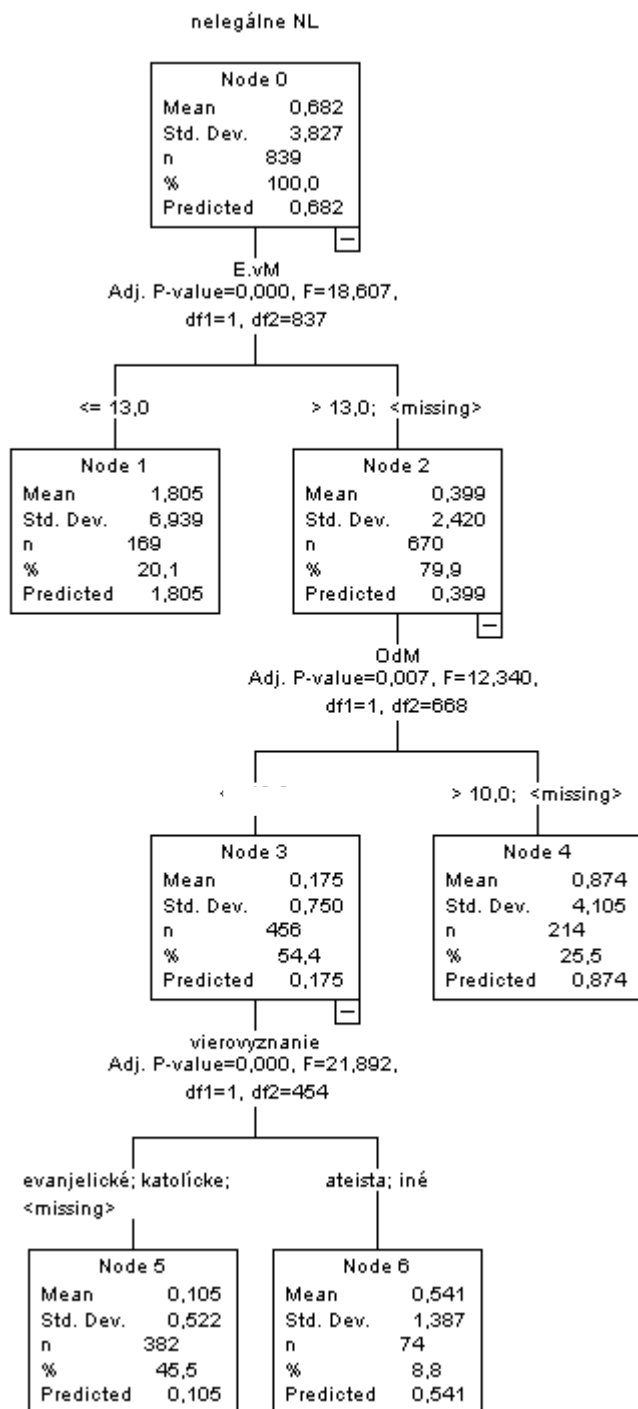 nelegálne NL
Node 0
Mean 0,682
Std. Dev. 3,827
n 839
% 100,0
Predicted 0,682
E.vM
Adj. P-value=0,000, F=18,607,
df1=1, df2=837
<= 13,0
> 13,0; <missing>
Node 1
Mean 1,805
Std. Dev. 6,939
n 169
% 20,1
Predicted 1,805
Node 2
Mean 0,399
Std. Dev. 2,420
n 670
% 79,9
Predicted 0,399
OdM
Adj. P-value=0,007, F=12,340,
df1=1, df2=668
> 10,0; <missing>
Node 3
Mean 0,175
Std. Dev. 0,750
n 456
% 54,4
Predicted 0,175
Node 4
Mean 0,874
Std. Dev. 4,105
n 214
% 25,5
Predicted 0,874
vierovyznanie
Adj. P-value=0,000, F=21,892,
df1=1, df2=454
evanjelické; katolícke;
<missing>
ateista; iné
Node 5
Mean 0,105
Std. Dev. 0,522
n 382
% 45,5
Predicted 0,105
Node 6
Mean 0,541
Std. Dev. 1,387
n 74
% 8,8
Predicted 0,541